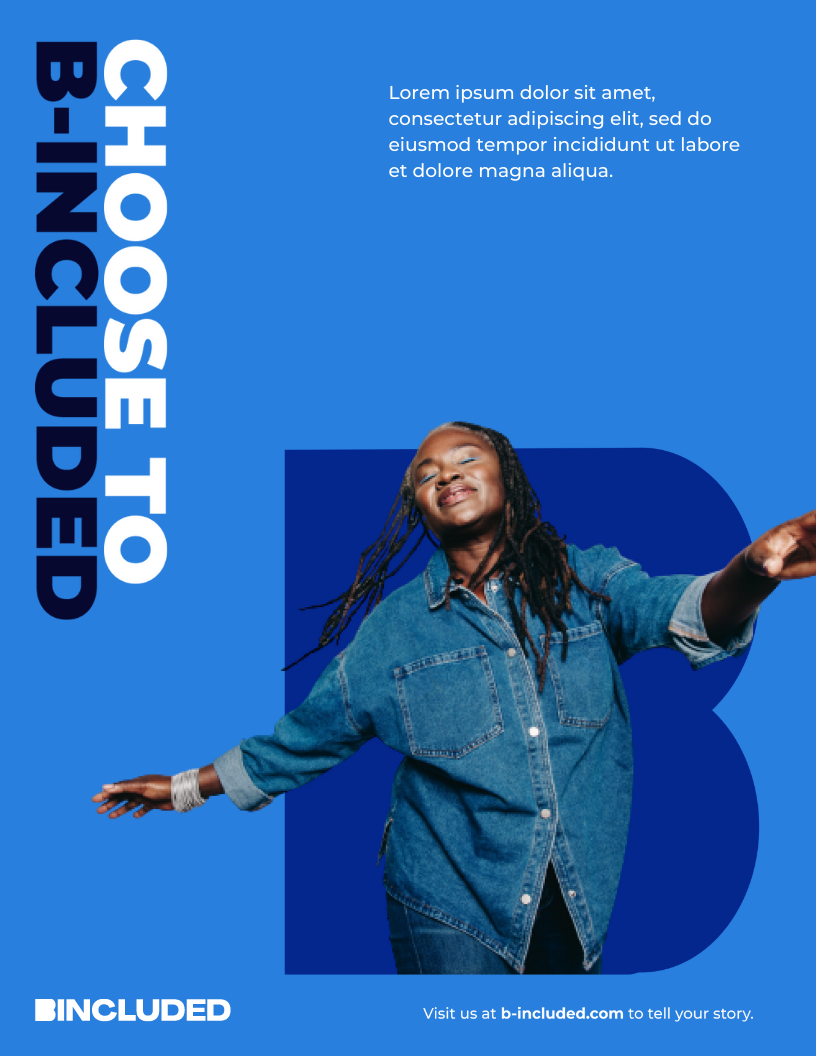 CHOOSE TO
B-INCLUDED
Lorem ipsum dolor sit amet,
consectetur adipiscing elit, sed do
eiusmod tempor incididunt ut labore
et dolore magna aliqua.
BINCLUDED
Visit us at b-included.com to tell your story.